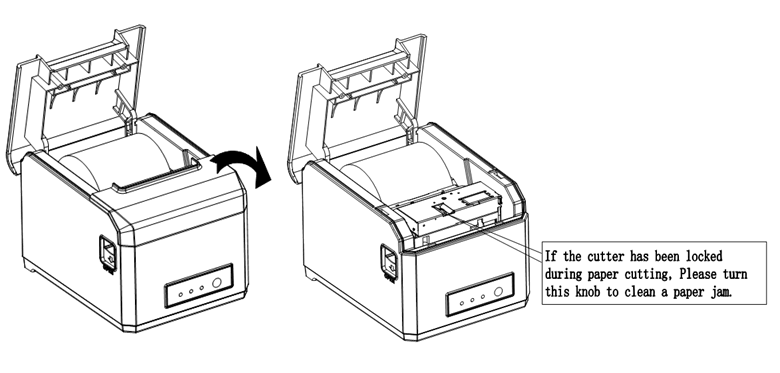 If the cutter has been locked
during paper cutting, Please turn
this knob to clean a paper jam.